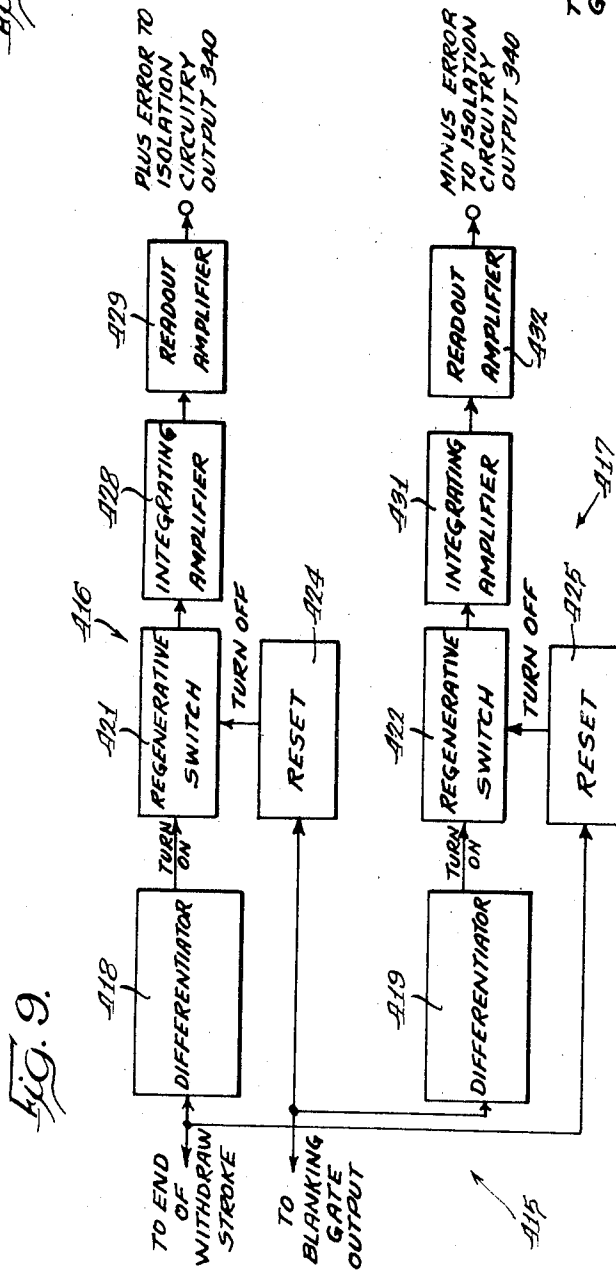 Fig. 9.
416
417
415
TO END
OF
WITHDRAW
STROKE
TO
BLANKING
GATE
OUTPUT
418
DIFFERENTIATOR
TURN
ON
421
REGENERATIVE
SWITCH
TURN OFF
424
RESET
428
INTEGRATING
AMPLIFIER
429
READOUT
AMPLIFIER
PLUS ERROR TO
ISOLATION
CIRCUITRY
OUTPUT 340
419
DIFFERENTIATOR
TURN
ON
422
REGENERATIVE
SWITCH
TURN OFF
425
RESET
431
INTEGRATING
AMPLIFIER
432
READOUT
AMPLIFIER
MINUS ERROR
TO ISOLATION
CIRCUITRY
OUTPUT 340